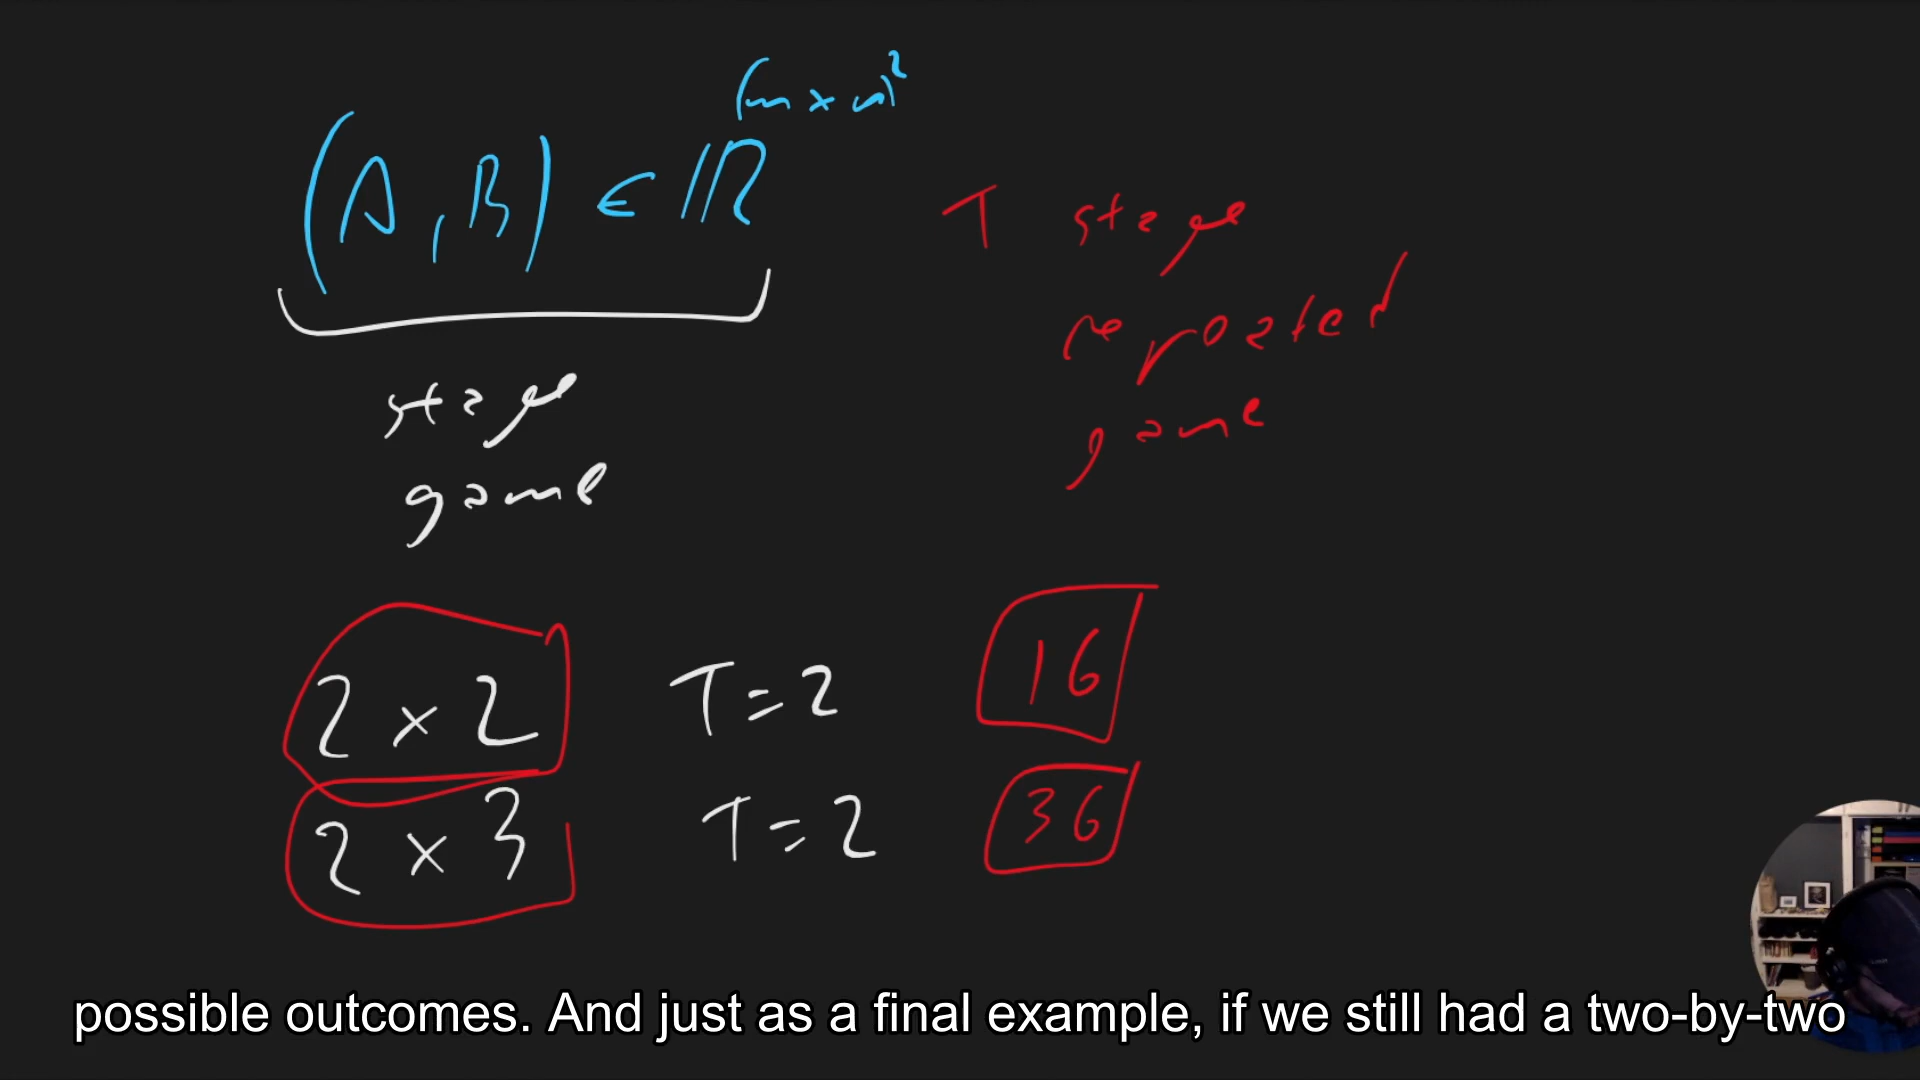 (A, B) ∈ ℝ^(m × n)²
stage
game
T stage
repeated
game
2 × 2 T = 2 16
2 × 3 T = 2 36
possible outcomes. And just as a final example, if we still had a two-by-two